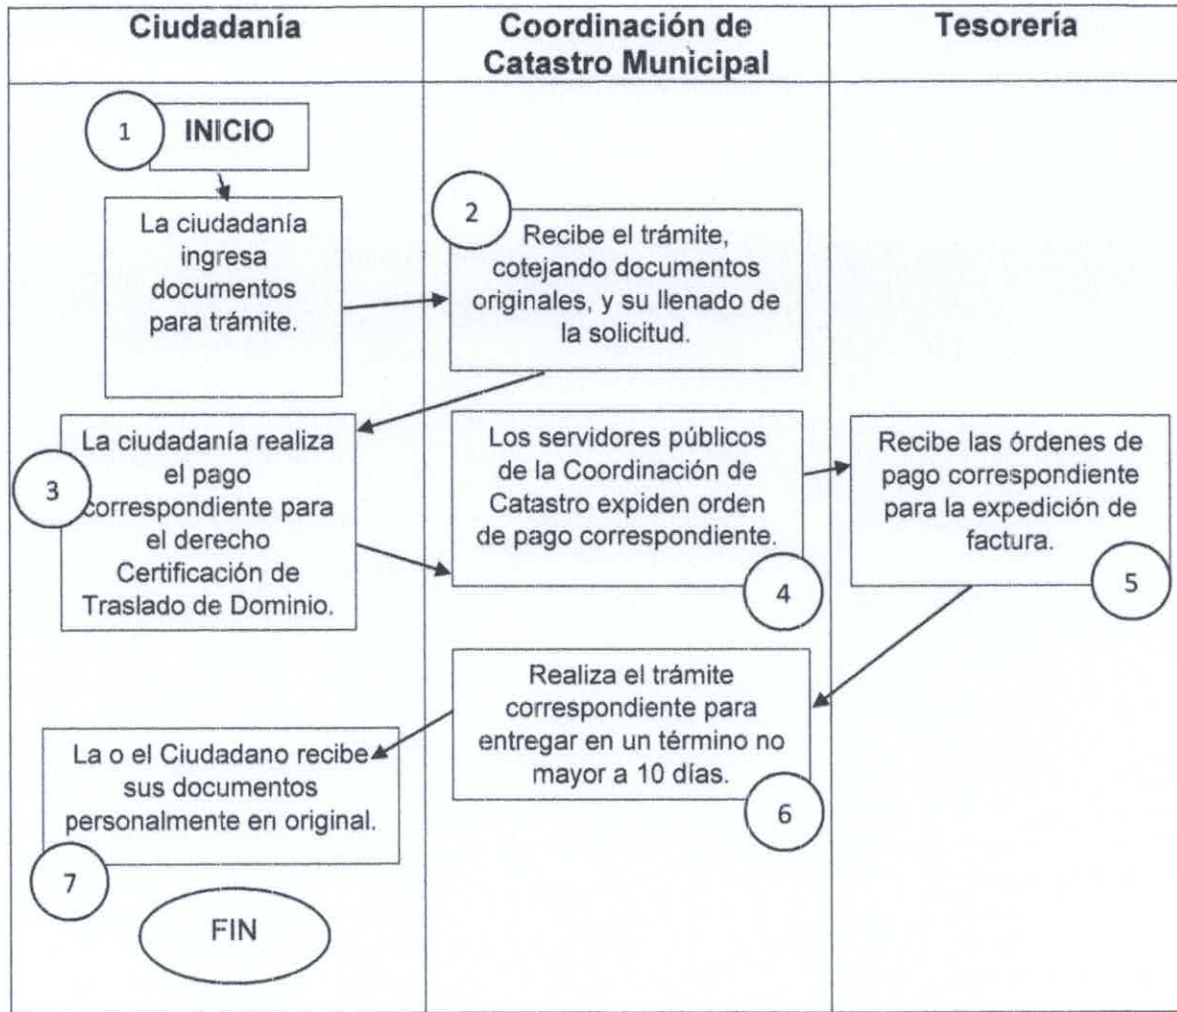 Ciudadanía
Coordinación de
Catastro Municipal
Tesorería
1
INICIO
La ciudadanía
ingresa
documentos
para trámite.
2
Recibe el trámite,
cotejando documentos
originales, y su llenado de
la solicitud.
3
La ciudadanía realiza
el pago
correspondiente para
el derecho
Certificación de
Traslado de Dominio.
Los servidores públicos
de la Coordinación de
Catastro expiden orden
de pago correspondiente.
4
Recibe las órdenes de
pago correspondiente
para la expedición de
factura.
5
Realiza el trámite
correspondiente para
entregar en un término no
mayor a 10 días.
6
La o el Ciudadano recibe
sus documentos
personalmente en original.
7
FIN